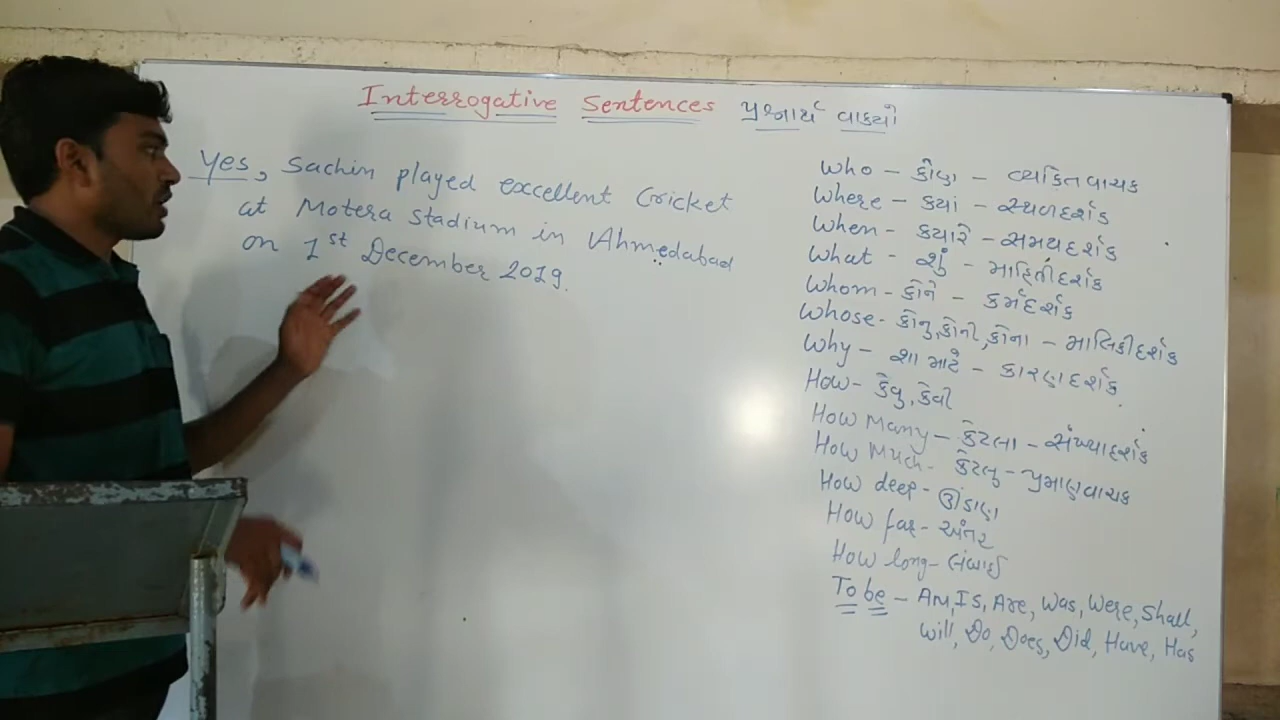 Interrogative Sentences પ્રશ્નાર્થ વાક્યો
Yes, Sachin played excellent Cricket
at Motera Stadium in Ahmedabad
on 1st December 2019.
Who – કોણ – વ્યકિતવાચક
Where – કયાં – સ્થળદર્શક
When – કયારે – સમયદર્શક
What – શું – માહિતીદર્શક
Whom – કોને – કર્મદર્શક
Whose – કોનુ,કોની,કોના – માલિકીદર્શક
Why – શા માટે – કારણદર્શક
How – કેવુ,કેવી
How Many – કેટલા – સંખ્યાદર્શક
How Much – કેટલુ – પ્રમાણવાચક
How deep – ઊંડાણ
How far – અંતર
How long – લંબાઈ
To be – Am, Is, Are, Was, Were, Shall,
Will, Do, Does, Did, Have, Has